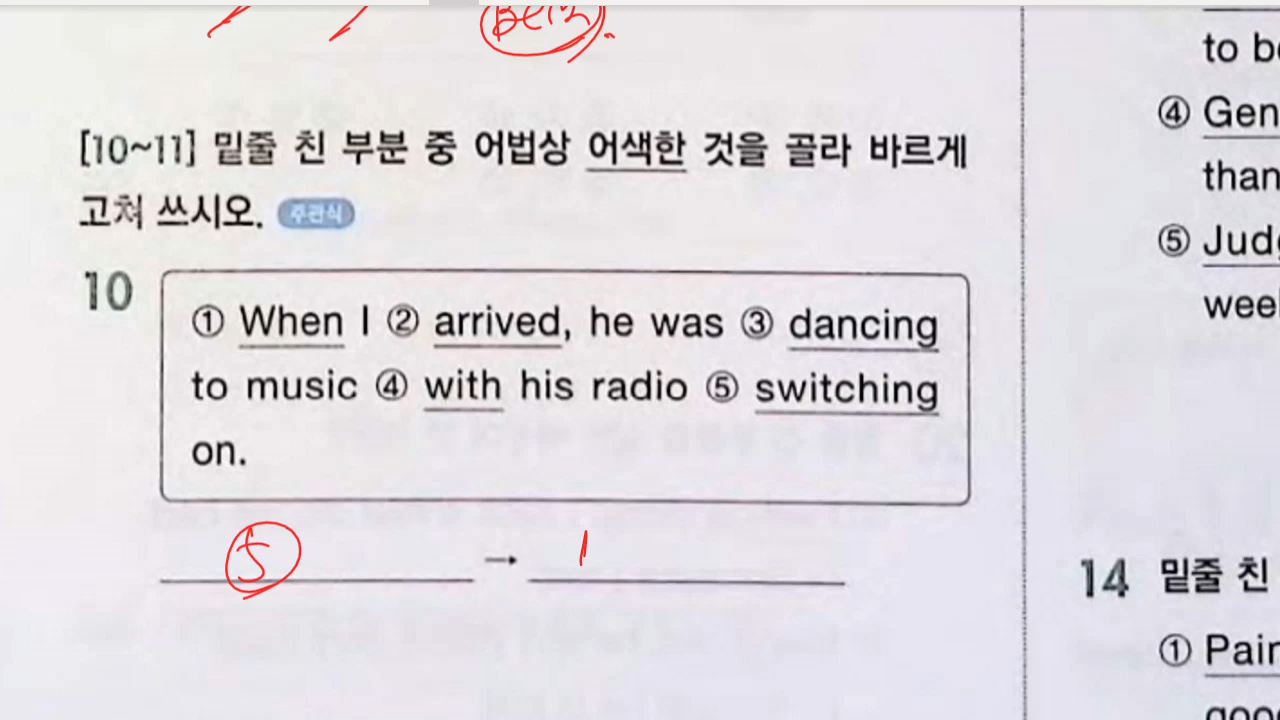 Being
[10~11] 밑줄 친 부분 중 어법상 어색한 것을 골라 바르게
고쳐 쓰시오. 주관식
10
① When I ② arrived, he was ③ dancing
to music ④ with his radio ⑤ switching
on.
5 →
to be
④ Gen
than
⑤ Judg
week
14 밑줄 친
① Pain
good